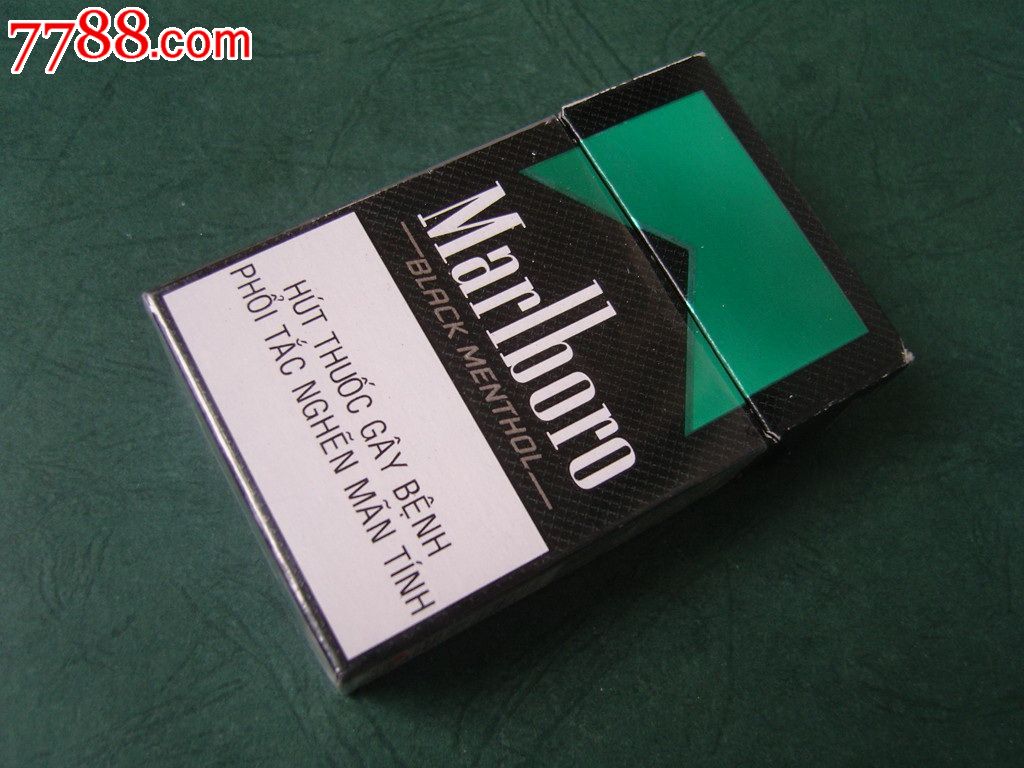 7788.com
Marlboro
BLACK MENTHOL
HÚT THUỐC GÂY BỆNH
PHỔI TẮC NGHẼN MÃN TÍNH